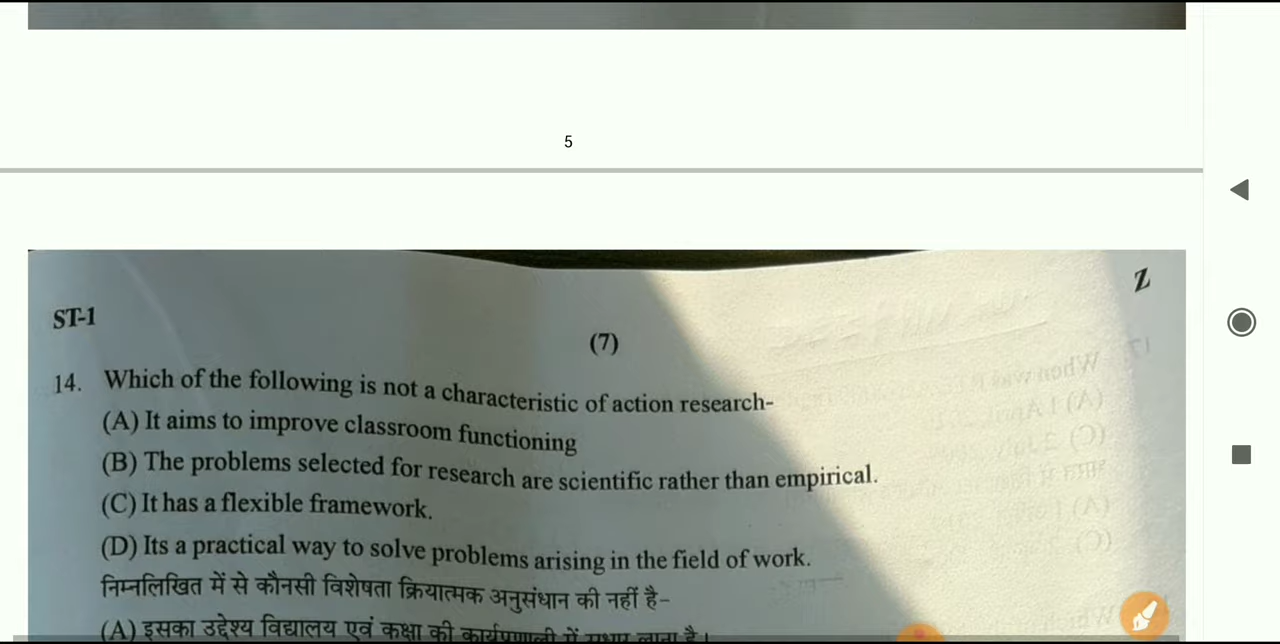 5
Z
ST-1
(7)
14. Which of the following is not a characteristic of action research-
(A) It aims to improve classroom functioning
(B) The problems selected for research are scientific rather than empirical.
(C) It has a flexible framework.
(D) Its a practical way to solve problems arising in the field of work.
निम्नलिखित में से कौनसी विशेषता क्रियात्मक अनुसंधान की नहीं है-
(A) इसका उद्देश्य विद्यालय एवं कक्षा की कार्यप्रणाली में सुधार लाना है।